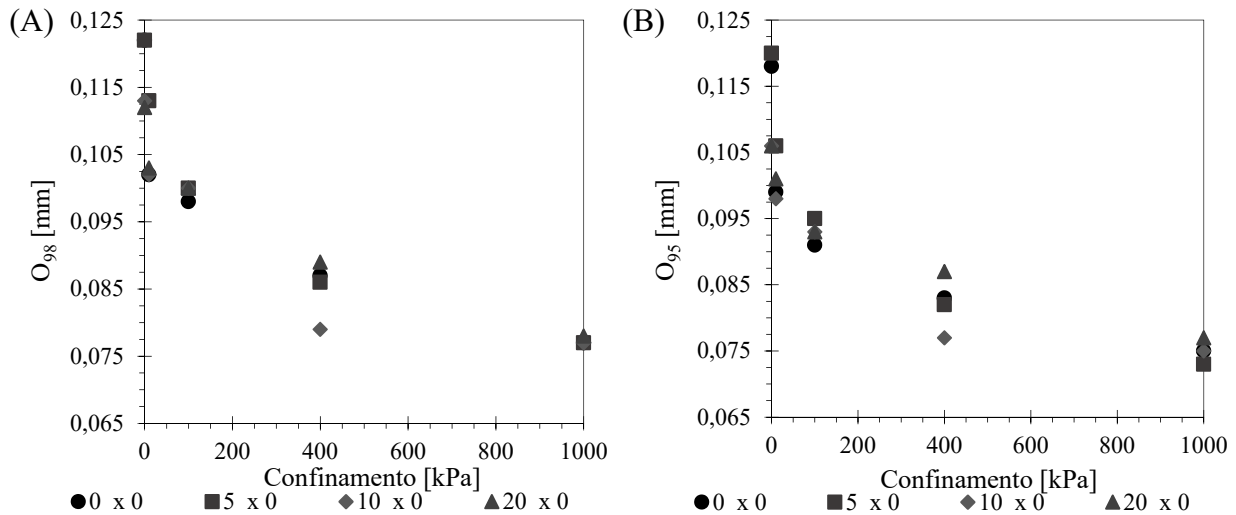 (A)
0,125
0,115
0,105
0,095
0,085
0,075
0,065
O98 [mm]
0 200 400 600 800 1000
Confinamento [kPa]
0 x 0 5 x 0 10 x 0 20 x 0
(B)
0,125
0,115
0,105
0,095
0,085
0,075
0,065
O95 [mm]
0 200 400 600 800 1000
Confinamento [kPa]
0 x 0 5 x 0 10 x 0 20 x 0